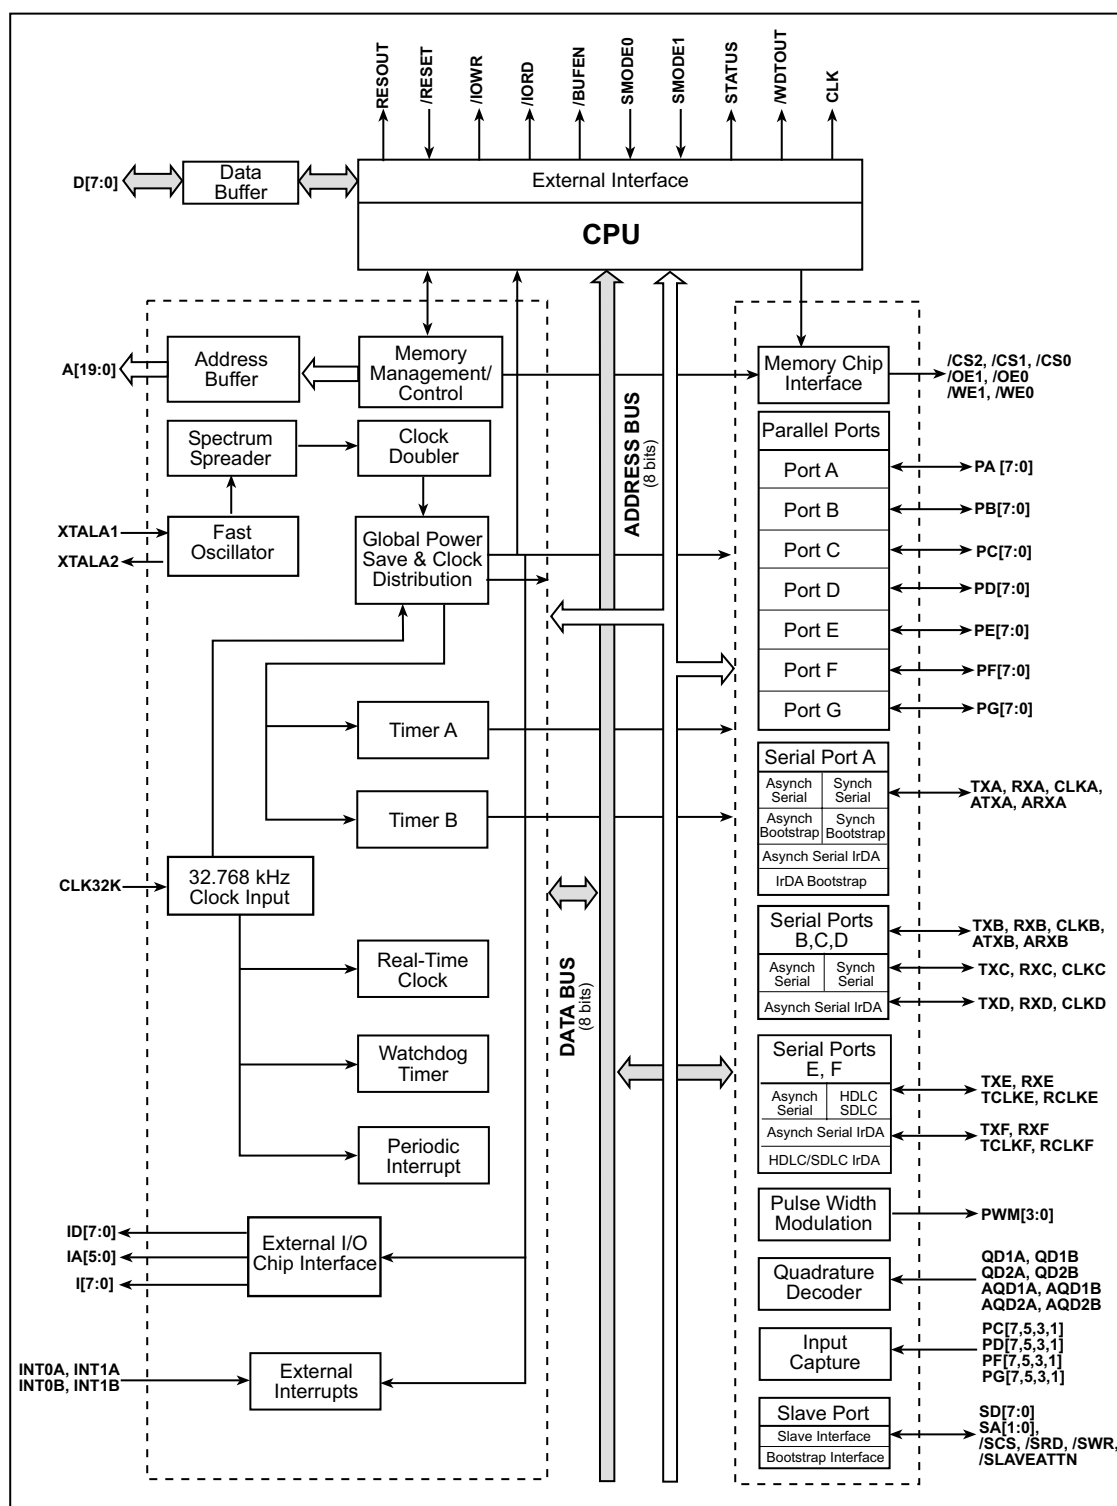 RESOUT
/RESET
/IOWR
/IORD
/BUFEN
SMODE0
SMODE1
STATUS
/WDTOUT
CLK
D[7:0]
Data
Buffer
External Interface
CPU
A[19:0]
Address
Buffer
Memory
Management/
Control
Memory Chip
Interface
/CS2, /CS1, /CS0
/OE1, /OE0
/WE1, /WE0
Spectrum
Spreader
Clock
Doubler
XTALA1
XTALA2
Fast
Oscillator
Global Power
Save & Clock
Distribution
ADDRESS BUS
(8 bits)
Parallel Ports
Port A
PA [7:0]
Port B
PB[7:0]
Port C
PC[7:0]
Port D
PD[7:0]
Port E
PE[7:0]
Port F
PF[7:0]
Port G
PG[7:0]
Timer A
Timer B
Serial Port A
Asynch
Serial
Synch
Serial
Asynch
Bootstrap
Synch
Bootstrap
Asynch Serial IrDA
IrDA Bootstrap
TXA, RXA, CLKA,
ATXA, ARXA
CLK32K
32.768 kHz
Clock Input
DATA BUS
(8 bits)
Real-Time
Clock
Watchdog
Timer
Periodic
Interrupt
Serial Ports
B,C,D
Asynch
Serial
Synch
Serial
Asynch Serial IrDA
TXB, RXB, CLKB,
ATXB, ARXB
TXC, RXC, CLKC
TXD, RXD, CLKD
Serial Ports
E, F
Asynch
Serial
HDLC
SDLC
Asynch Serial IrDA
HDLC/SDLC IrDA
TXE, RXE
TCLKE, RCLKE
TXF, RXF
TCLKF, RCLKF
ID[7:0]
IA[5:0]
I[7:0]
External I/O
Chip Interface
Pulse Width
Modulation
PWM[3:0]
Quadrature
Decoder
QD1A, QD1B
QD2A, QD2B
AQD1A, AQD1B
AQD2A, AQD2B
INT0A, INT1A
INT0B, INT1B
External
Interrupts
Input
Capture
PC[7,5,3,1]
PD[7,5,3,1]
PF[7,5,3,1]
PG[7,5,3,1]
Slave Port
Slave Interface
Bootstrap Interface
SD[7:0]
SA[1:0],
/SCS, /SRD, /SWR,
/SLAVEATTN